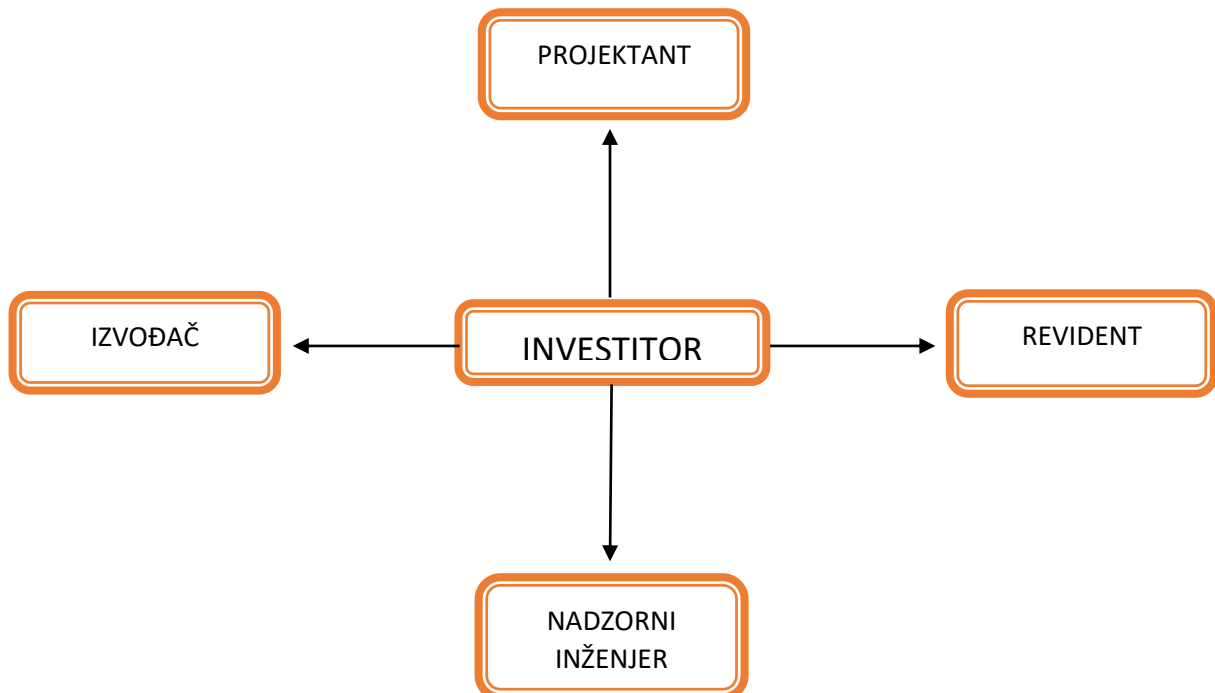 PROJEKTANT
IZVOĐAČ
INVESTITOR
REVIDENT
NADZORNI
INŽENJER